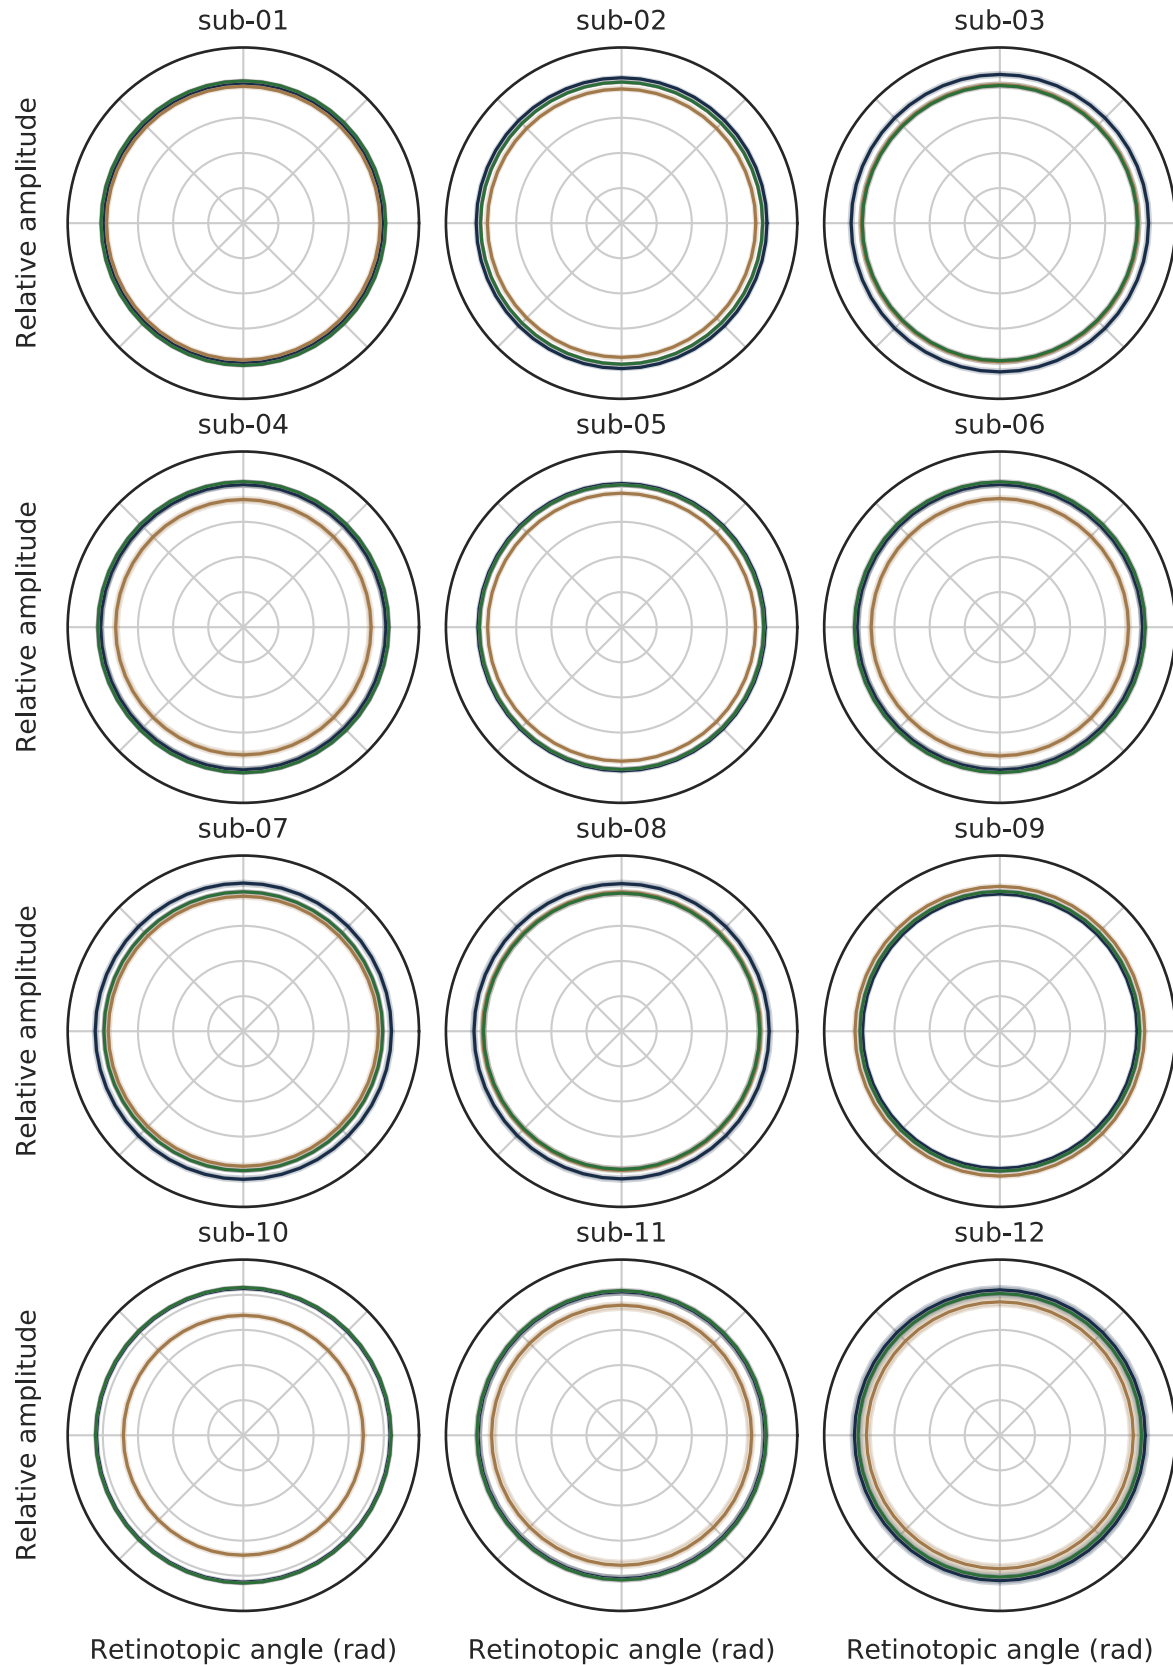 sub-01
sub-02
sub-03
Relative amplitude
sub-04
sub-05
sub-06
Relative amplitude
sub-07
sub-08
sub-09
Relative amplitude
sub-10
sub-11
sub-12
Relative amplitude
Retinotopic angle (rad)
Retinotopic angle (rad)
Retinotopic angle (rad)